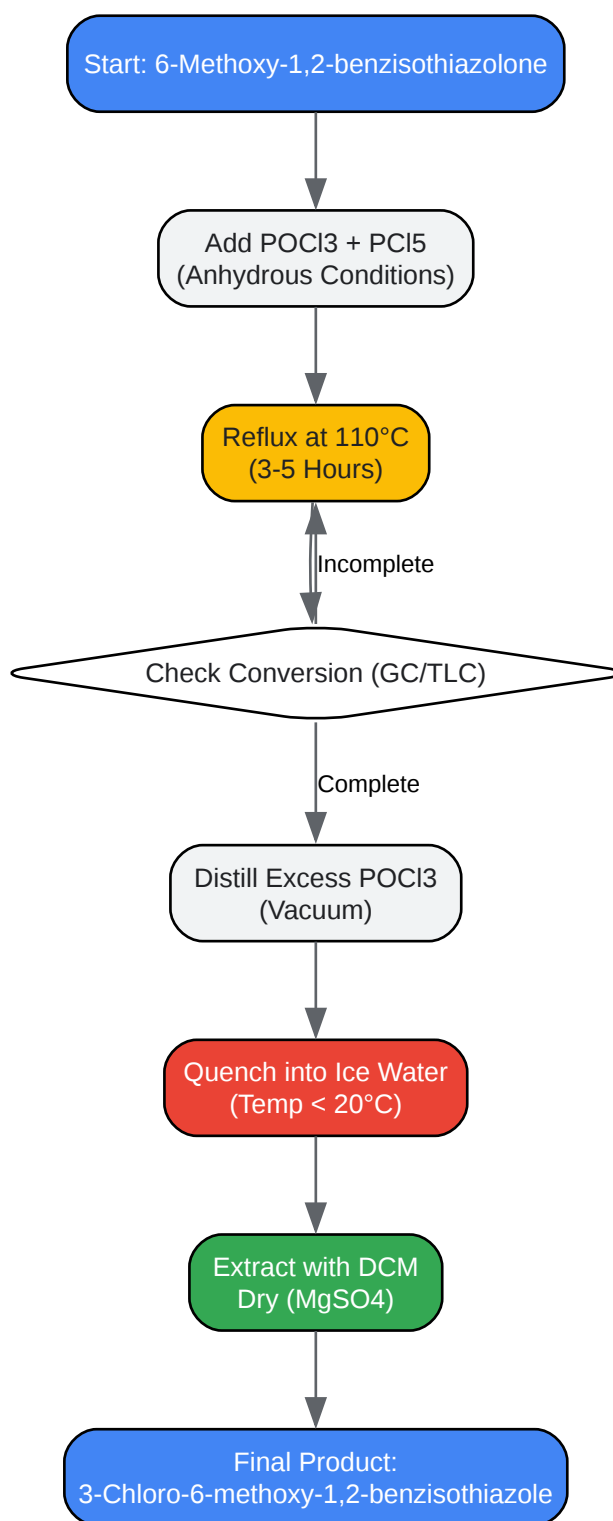 Start: 6-Methoxy-1,2-benzisothiazolone
Add POCl3 + PCl5
(Anhydrous Conditions)
Reflux at 110°C
(3-5 Hours)
Incomplete
Check Conversion (GC/TLC)
Complete
Distill Excess POCl3
(Vacuum)
Quench into Ice Water
(Temp < 20°C)
Extract with DCM
Dry (MgSO4)
Final Product:
3-Chloro-6-methoxy-1,2-benzisothiazole